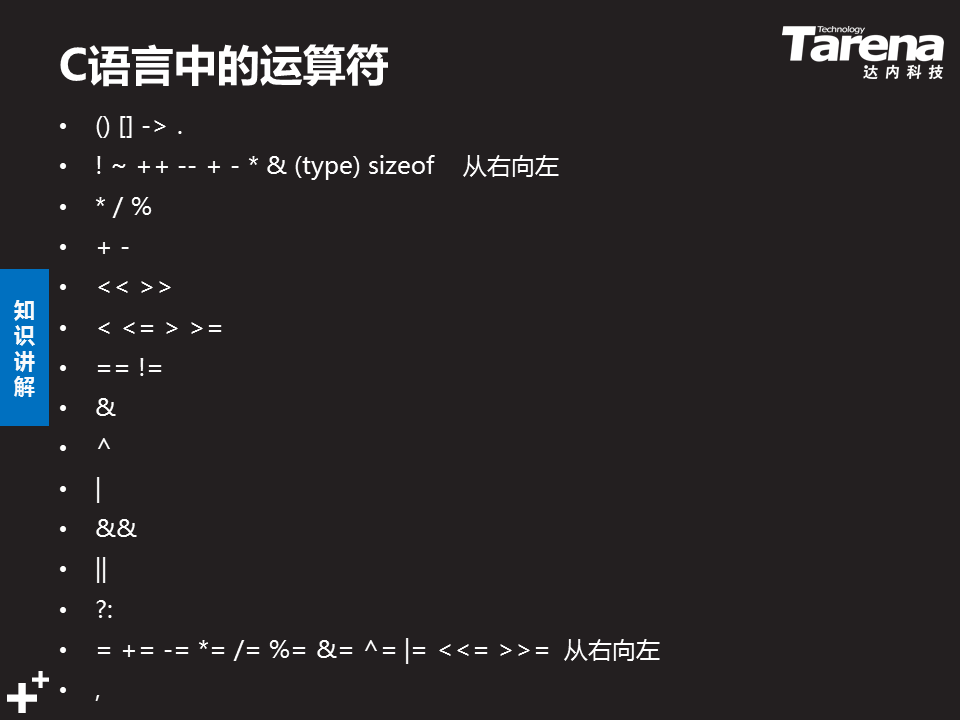 C语言中的运算符
Technology
Tarena
达内科技
• () [] -> .
• ! ~ ++ -- + - * & (type) sizeof 从右向左
• * / %
• + -
• << >>
• < <= > >=
• == !=
• &
• ^
• |
• &&
• ||
• ?:
• = += -= *= /= %= &= ^= |= <<= >>= 从右向左
• ,
知
识
讲
解